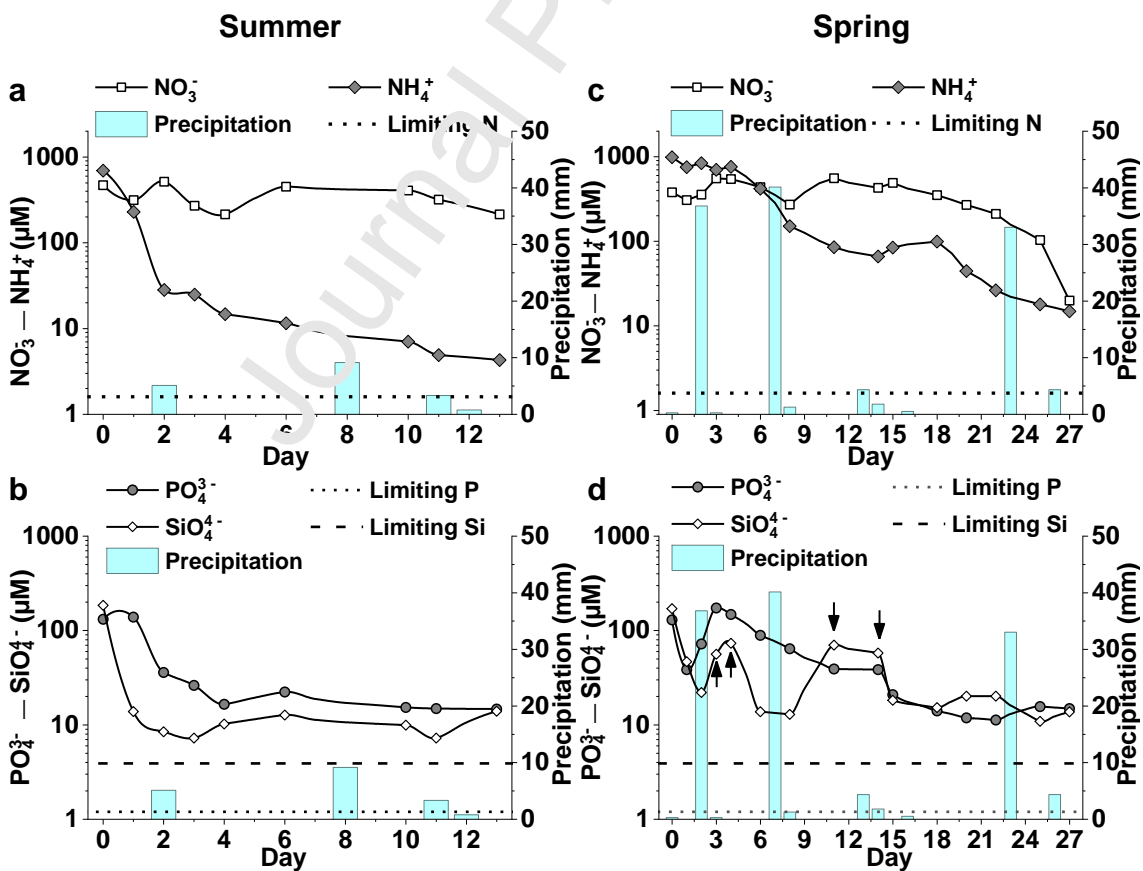 Summer
Spring
Journal P
a
NO₃⁻
NH₄⁺
Precipitation
Limiting N
NO₃⁻ — NH₄⁺ (µM)
1000
100
10
1
Precipitation (mm)
50
40
30
20
10
0
0 2 4 6 8 10 12
Day
c
NO₃⁻
NH₄⁺
Precipitation
Limiting N
NO₃⁻ — NH₄⁺ (µM)
1000
100
10
1
Precipitation (mm)
50
40
30
20
10
0
0 3 6 9 12 15 18 21 24 27
Day
b
PO₄³⁻
Limiting P
SiO₄⁴⁻
Limiting Si
Precipitation
PO₄³⁻ — SiO₄⁴⁻ (µM)
1000
100
10
1
Precipitation (mm)
50
40
30
20
10
0
0 2 4 6 8 10 12
Day
d
PO₄³⁻
Limiting P
SiO₄⁴⁻
Limiting Si
Precipitation
PO₄³⁻ — SiO₄⁴⁻ (µM)
1000
100
10
1
Precipitation (mm)
50
40
30
20
10
0
0 3 6 9 12 15 18 21 24 27
Day